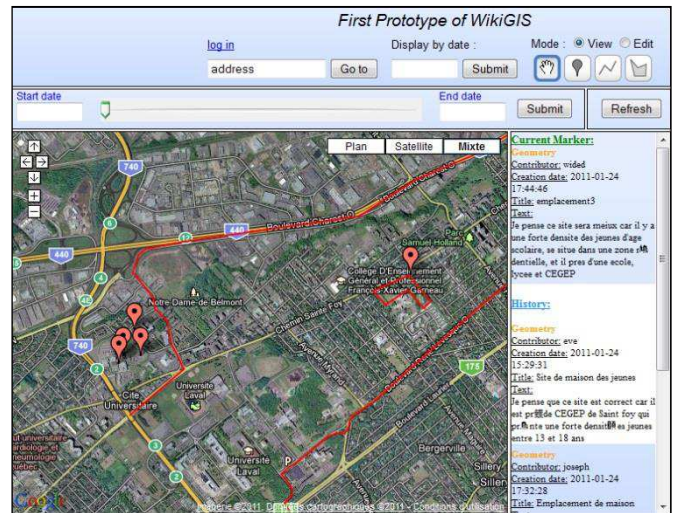 First Prototype of WikiGIS
log in
Display by date :
Mode :
View
Edit
address
Go to
Submit
Start date
End date
Submit
Refresh
Plan
Satellite
Mixte
740
440
440
740
175
Boulevard Charest O
Boulevard Charest O
Parc
Samuel Holland
Collège D'Enseignement
Général et Professionnel
François-Xavier Garneau
Notre-Dame-de Belmont
Chemin Sainte Foy
Avenue Myrand
Cité
Universitaire
Université
Laval
Université
Laval
Bergerville
Sillery
Siller
Google
Current Marker:
Geometry
Contributor: wided
Creation date: 2011-01-24
17:44:46
Title: emplacement3
Text:
Je pense ce site sera meiux car il y a
une forte densite des jeunes d'age
scolaire, se situe dans une zone
dentielle, et il pres d'une ecole,
lycee et CEGEP
History:
Geometry
Contributor: eve
Creation date: 2011-01-24
15:29:31
Title: Site de maison des jeunes
Text:
Je pense que ce site est correct car il
est de CEGEP de Saint foy qui
une forte jeunes
entre 13 et 18 ans
Geometry
Contributor: joseph
Creation date: 2011-01-24
17:32:28
Title: Emplacement de maison